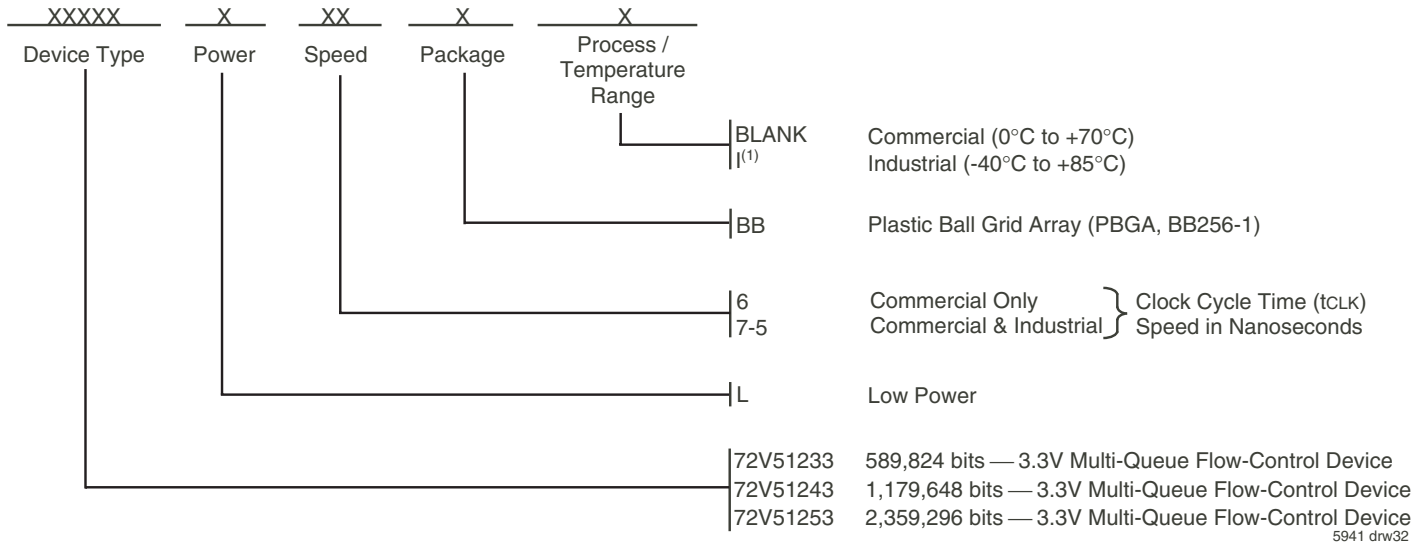 XXXXX X XX X X
Device Type Power Speed Package Process / Temperature Range
BLANK Commercial (0°C to +70°C)
I(1) Industrial (-40°C to +85°C)
BB Plastic Ball Grid Array (PBGA, BB256-1)
6 Commercial Only Clock Cycle Time (tCLK)
7-5 Commercial & Industrial Speed in Nanoseconds
L Low Power
72V51233 589,824 bits — 3.3V Multi-Queue Flow-Control Device
72V51243 1,179,648 bits — 3.3V Multi-Queue Flow-Control Device
72V51253 2,359,296 bits — 3.3V Multi-Queue Flow-Control Device
5941 drw32